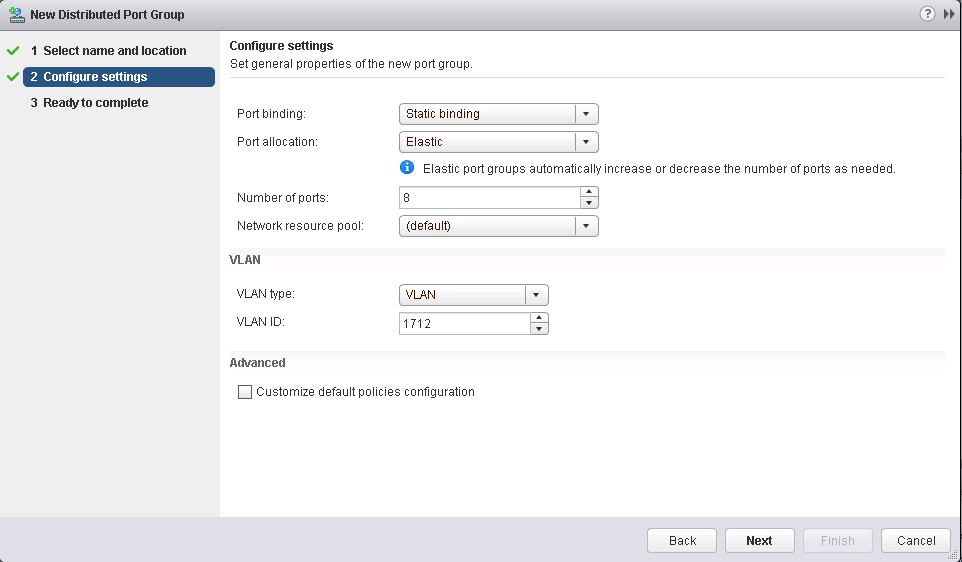 New Distributed Port Group
?
1 Select name and location
2 Configure settings
3 Ready to complete
Configure settings
Set general properties of the new port group.
Port binding: Static binding
Port allocation: Elastic
Elastic port groups automatically increase or decrease the number of ports as needed.
Number of ports: 8
Network resource pool: (default)
VLAN
VLAN type: VLAN
VLAN ID: 1712
Advanced
Customize default policies configuration
Back Next Finish Cancel